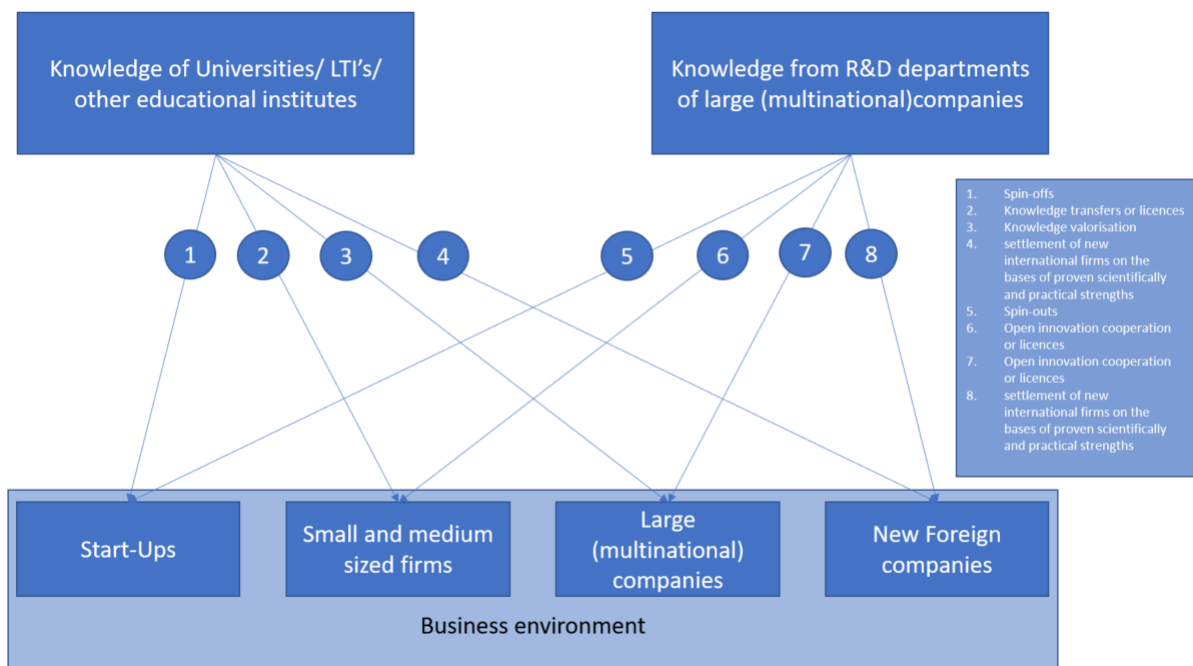 Knowledge of Universities/ LTI's/
other educational institutes
Knowledge from R&D departments
of large (multinational)companies
1
2
3
4
5
6
7
8
1. Spin-offs
2. Knowledge transfers or licences
3. Knowledge valorisation
4. settlement of new
international firms on the
bases of proven scientifically
and practical strengths
5. Spin-outs
6. Open innovation cooperation
or licences
7. Open innovation cooperation
or licences
8. settlement of new
international firms on the
bases of proven scientifically
and practical strengths
Start-Ups
Small and medium
sized firms
Large
(multinational)
companies
New Foreign
companies
Business environment